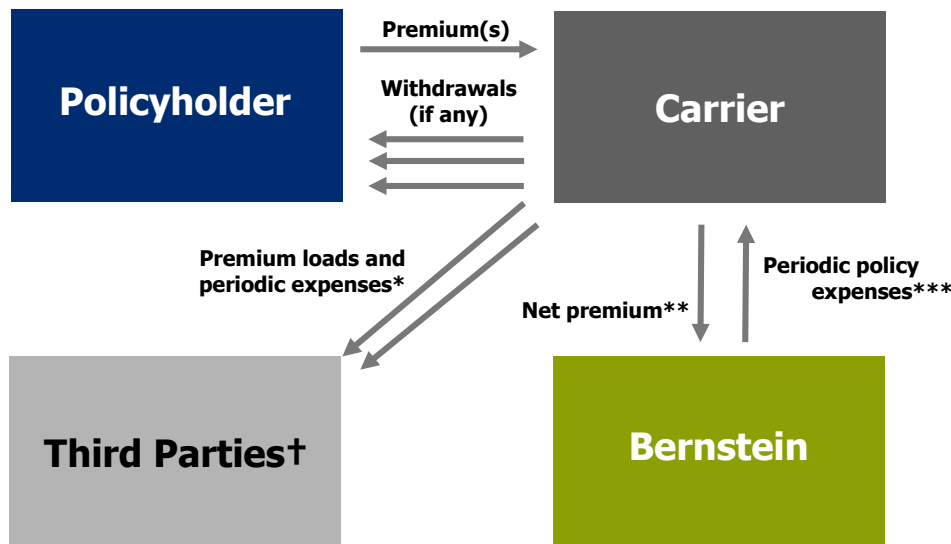 Premium(s)
Policyholder
Withdrawals
(if any)
Carrier
Premium loads and
periodic expenses*
Net premium**
Periodic policy
expenses***
Third Parties†
Bernstein